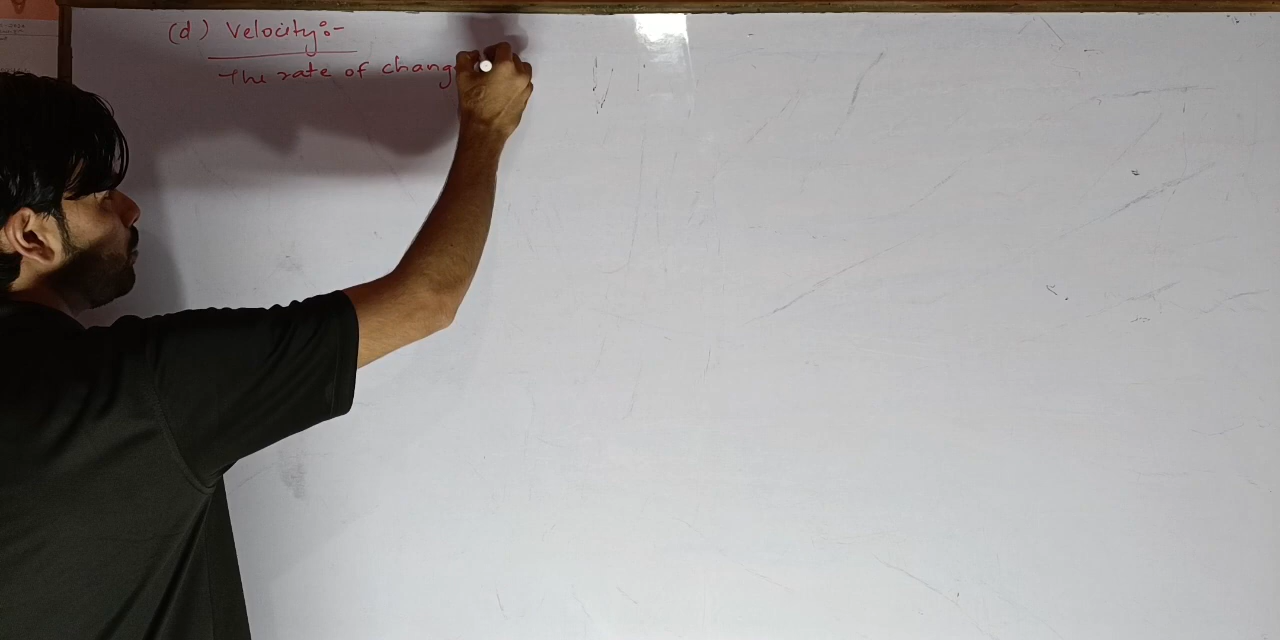 (d) Velocity:-
The rate of chang